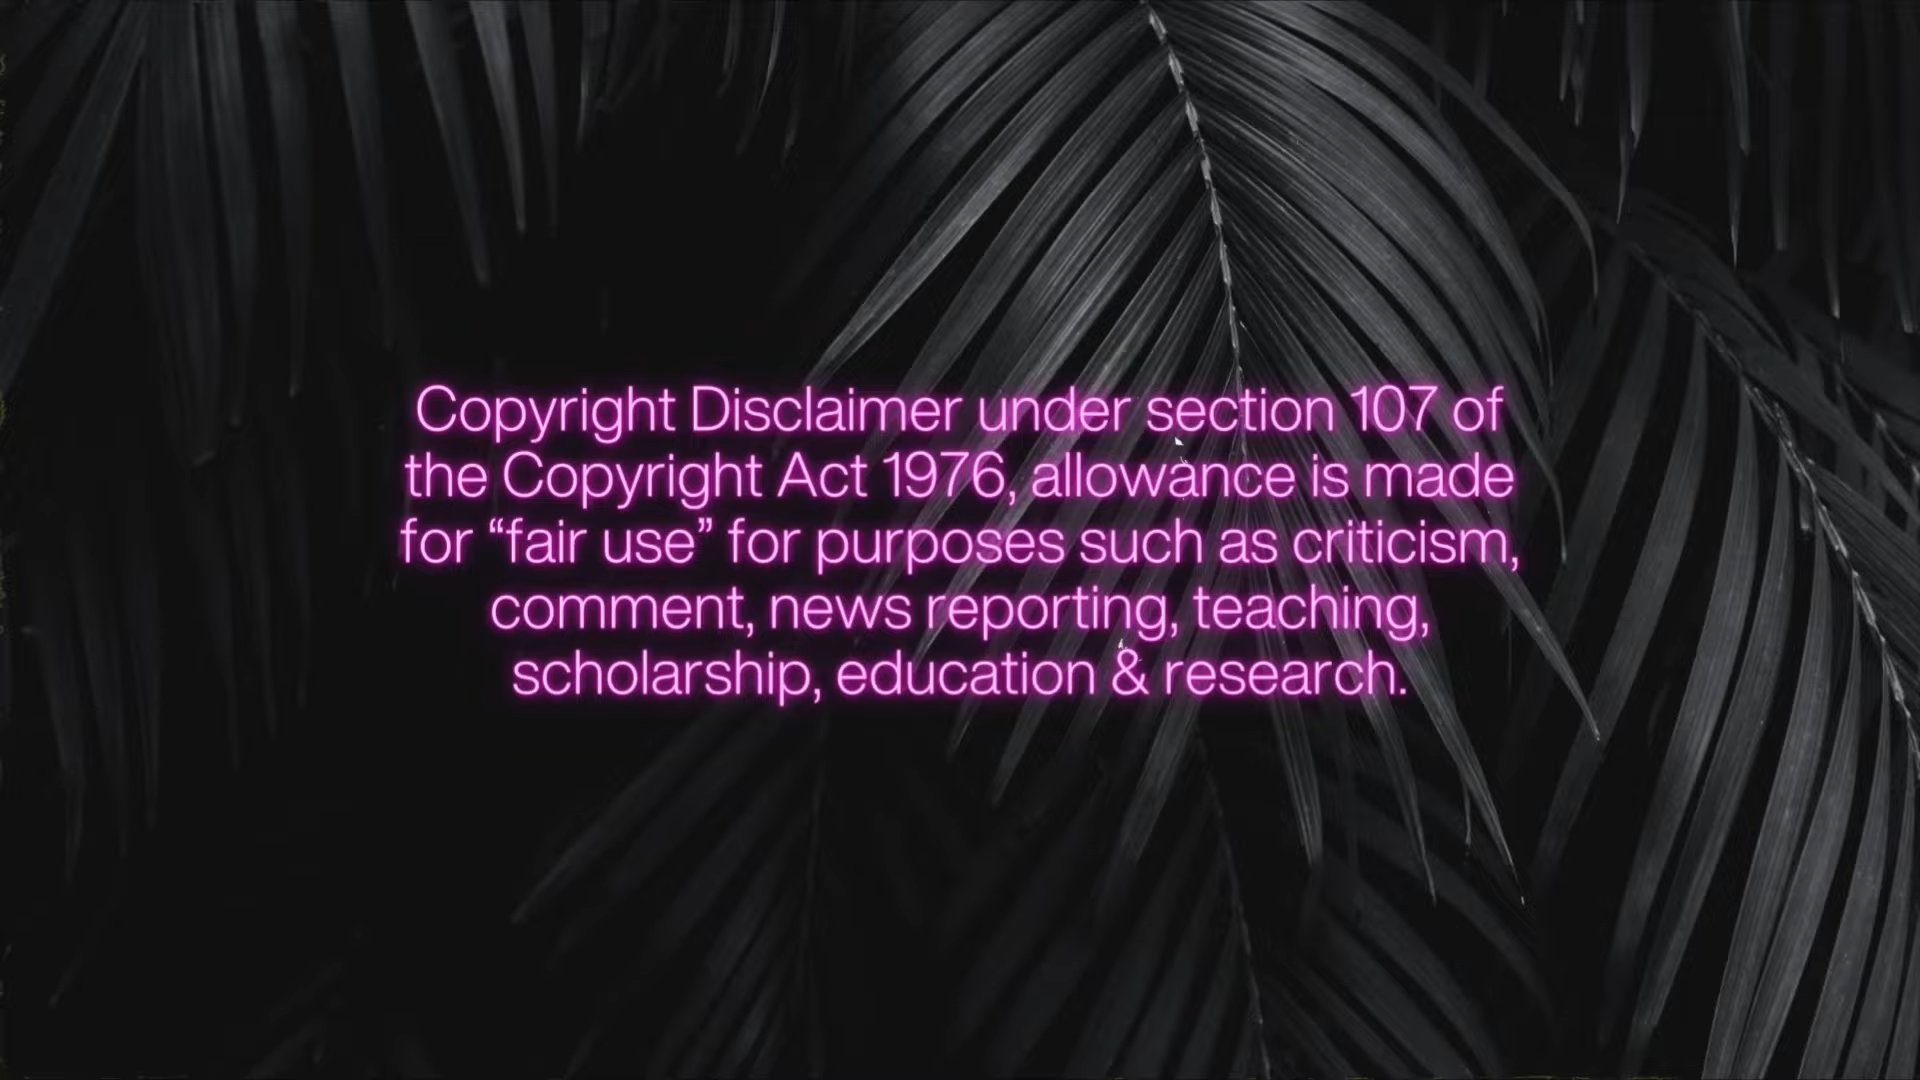 Copyright Disclaimer under section 107 of
the Copyright Act 1976, allowance is made
for “fair use” for purposes such as criticism,
comment, news reporting, teaching,
scholarship, education & research.